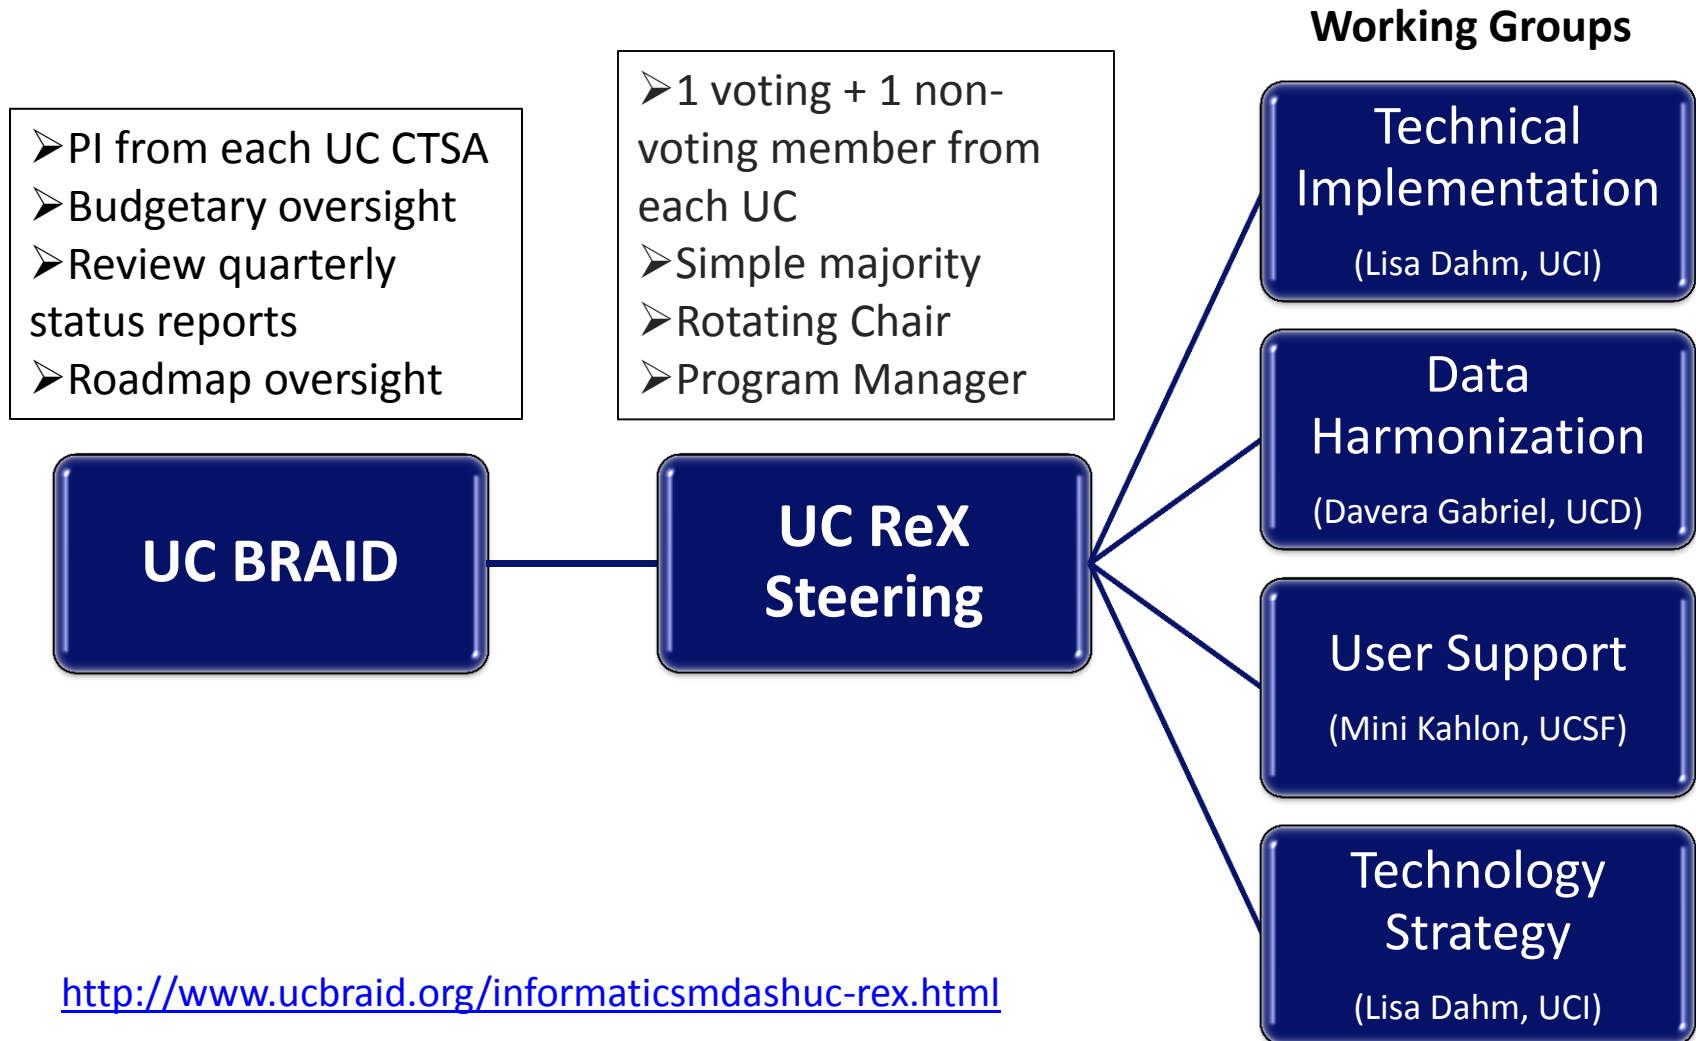 Working Groups
➢PI from each UC CTSA
➢Budgetary oversight
➢Review quarterly
status reports
➢Roadmap oversight
➢1 voting + 1 non-
voting member from
each UC
➢Simple majority
➢Rotating Chair
➢Program Manager
UC BRAID
UC ReX
Steering
Technical
Implementation
(Lisa Dahm, UCI)
Data
Harmonization
(Davera Gabriel, UCD)
User Support
(Mini Kahlon, UCSF)
Technology
Strategy
(Lisa Dahm, UCI)
http://www.ucbraid.org/informaticsmdashuc-rex.html